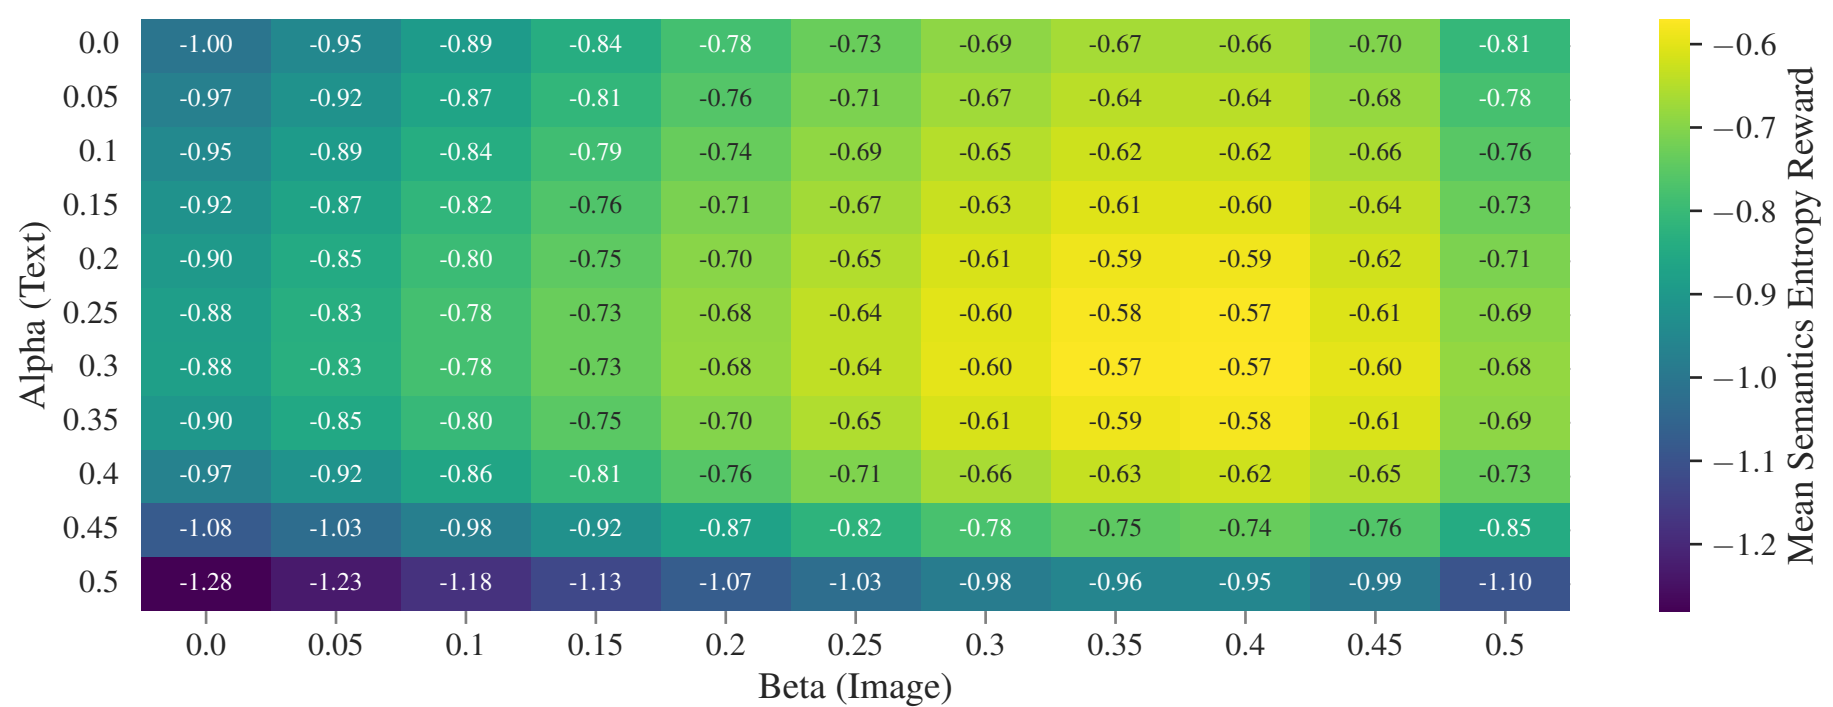 0.0 -1.00 -0.95 -0.89 -0.84 -0.78 -0.73 -0.69 -0.67 -0.66 -0.70 -0.81
0.05 -0.97 -0.92 -0.87 -0.81 -0.76 -0.71 -0.67 -0.64 -0.64 -0.68 -0.78
0.1 -0.95 -0.89 -0.84 -0.79 -0.74 -0.69 -0.65 -0.62 -0.62 -0.66 -0.76
0.15 -0.92 -0.87 -0.82 -0.76 -0.71 -0.67 -0.63 -0.61 -0.60 -0.64 -0.73
0.2 -0.90 -0.85 -0.80 -0.75 -0.70 -0.65 -0.61 -0.59 -0.59 -0.62 -0.71
0.25 -0.88 -0.83 -0.78 -0.73 -0.68 -0.64 -0.60 -0.58 -0.57 -0.61 -0.69
0.3 -0.88 -0.83 -0.78 -0.73 -0.68 -0.64 -0.60 -0.57 -0.57 -0.60 -0.68
0.35 -0.90 -0.85 -0.80 -0.75 -0.70 -0.65 -0.61 -0.59 -0.58 -0.61 -0.69
0.4 -0.97 -0.92 -0.86 -0.81 -0.76 -0.71 -0.66 -0.63 -0.62 -0.65 -0.73
0.45 -1.08 -1.03 -0.98 -0.92 -0.87 -0.82 -0.78 -0.75 -0.74 -0.76 -0.85
0.5 -1.28 -1.23 -1.18 -1.13 -1.07 -1.03 -0.98 -0.96 -0.95 -0.99 -1.10
0.0 0.05 0.1 0.15 0.2 0.25 0.3 0.35 0.4 0.45 0.5
Beta (Image)
Alpha (Text)
−0.6
−0.7
−0.8
−0.9
−1.0
−1.1
−1.2
Mean Semantics Entropy Reward